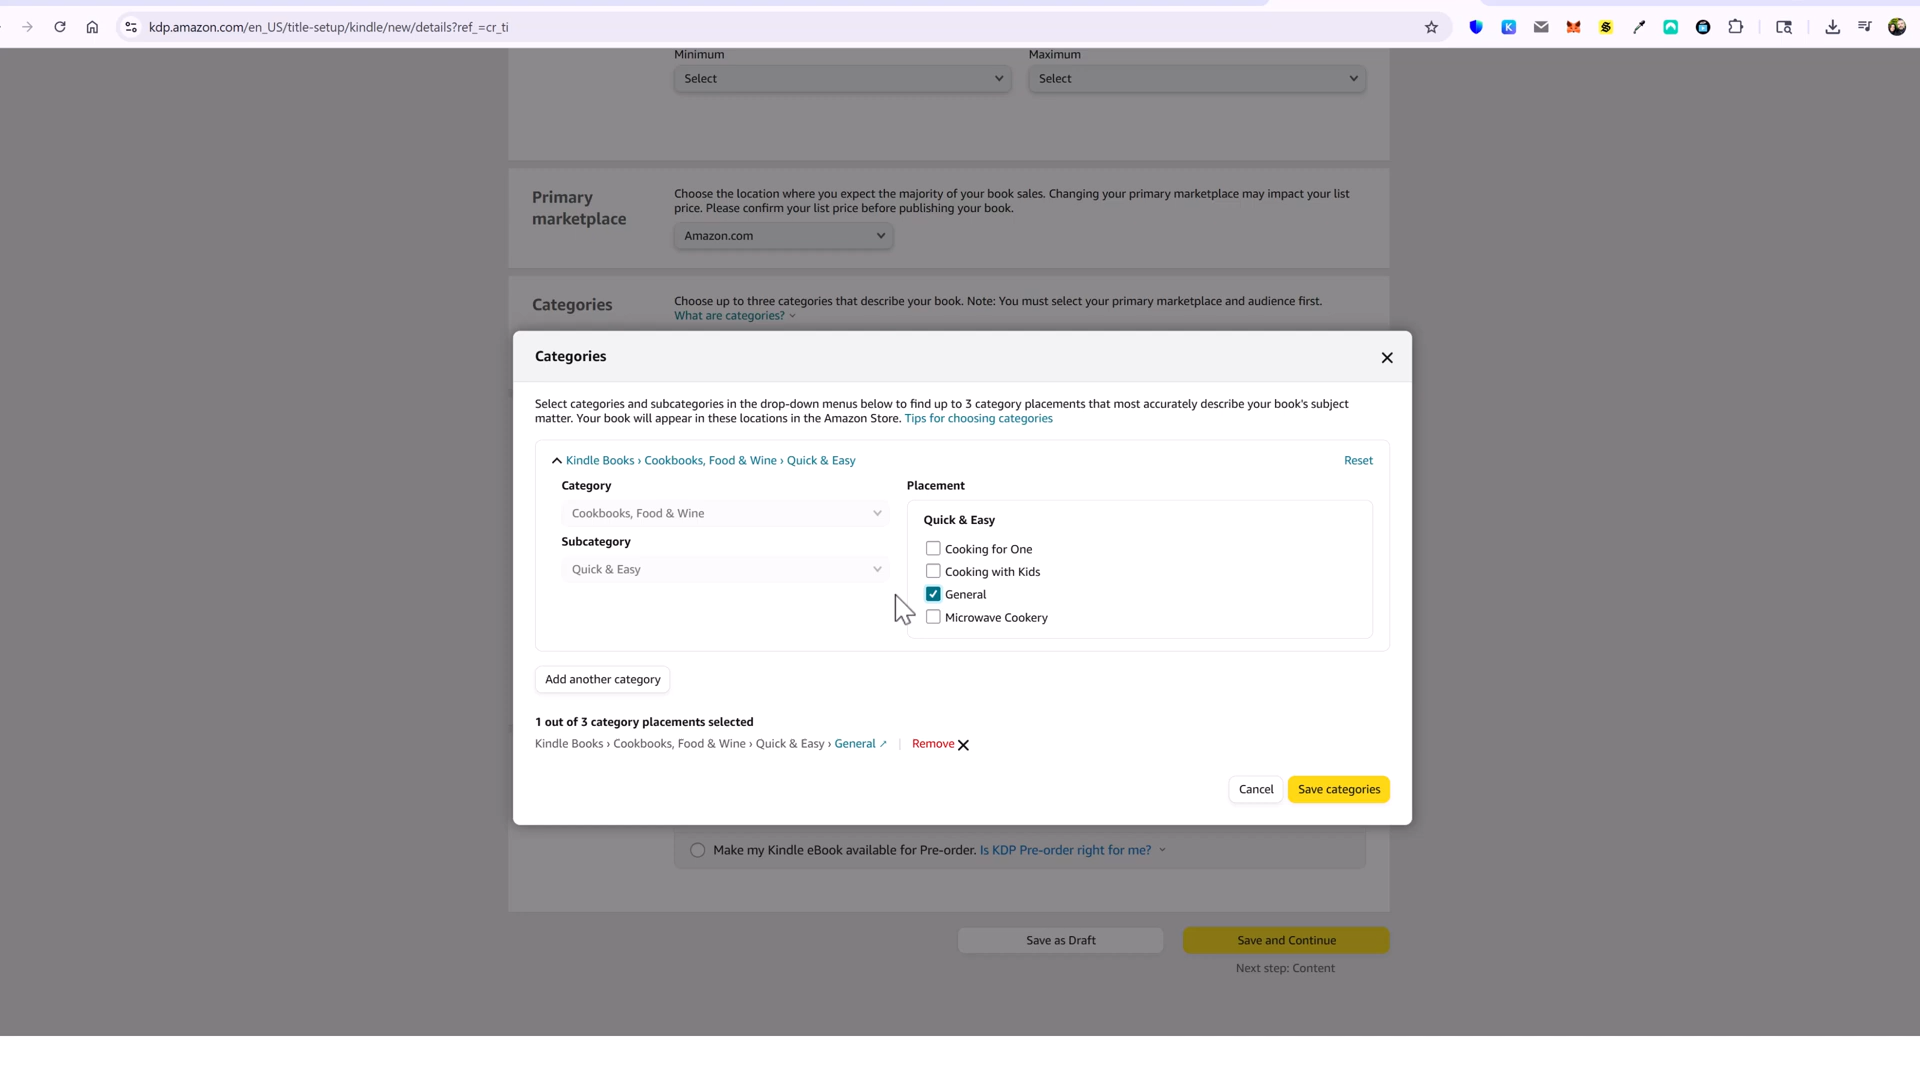 kdp.amazon.com/en_US/title-setup/kindle/new/details?ref_=cr_ti
Minimum
Maximum
Select
Select
Primary marketplace
Choose the location where you expect the majority of your book sales. Changing your primary marketplace may impact your list
price. Please confirm your list price before publishing your book.
Amazon.com
Categories
Choose up to three categories that describe your book. Note: You must select your primary marketplace and audience first.
What are categories?
Categories
Select categories and subcategories in the drop-down menus below to find up to 3 category placements that most accurately describe your book's subject
matter. Your book will appear in these locations in the Amazon Store. Tips for choosing categories
Kindle Books › Cookbooks, Food & Wine › Quick & Easy
Reset
Category
Cookbooks, Food & Wine
Subcategory
Quick & Easy
Placement
Quick & Easy
Cooking for One
Cooking with Kids
General
Microwave Cookery
Add another category
1 out of 3 category placements selected
Kindle Books › Cookbooks, Food & Wine › Quick & Easy › General | Remove
Cancel
Save categories
Make my Kindle eBook available for Pre-order. Is KDP Pre-order right for me?
Save as Draft
Save and Continue
Next step: Content